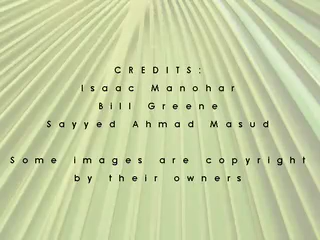 CREDITS:
Isaac Manohar
Bill Greene
Sayyed Ahmad Masud
Some images are copyright
by their owners